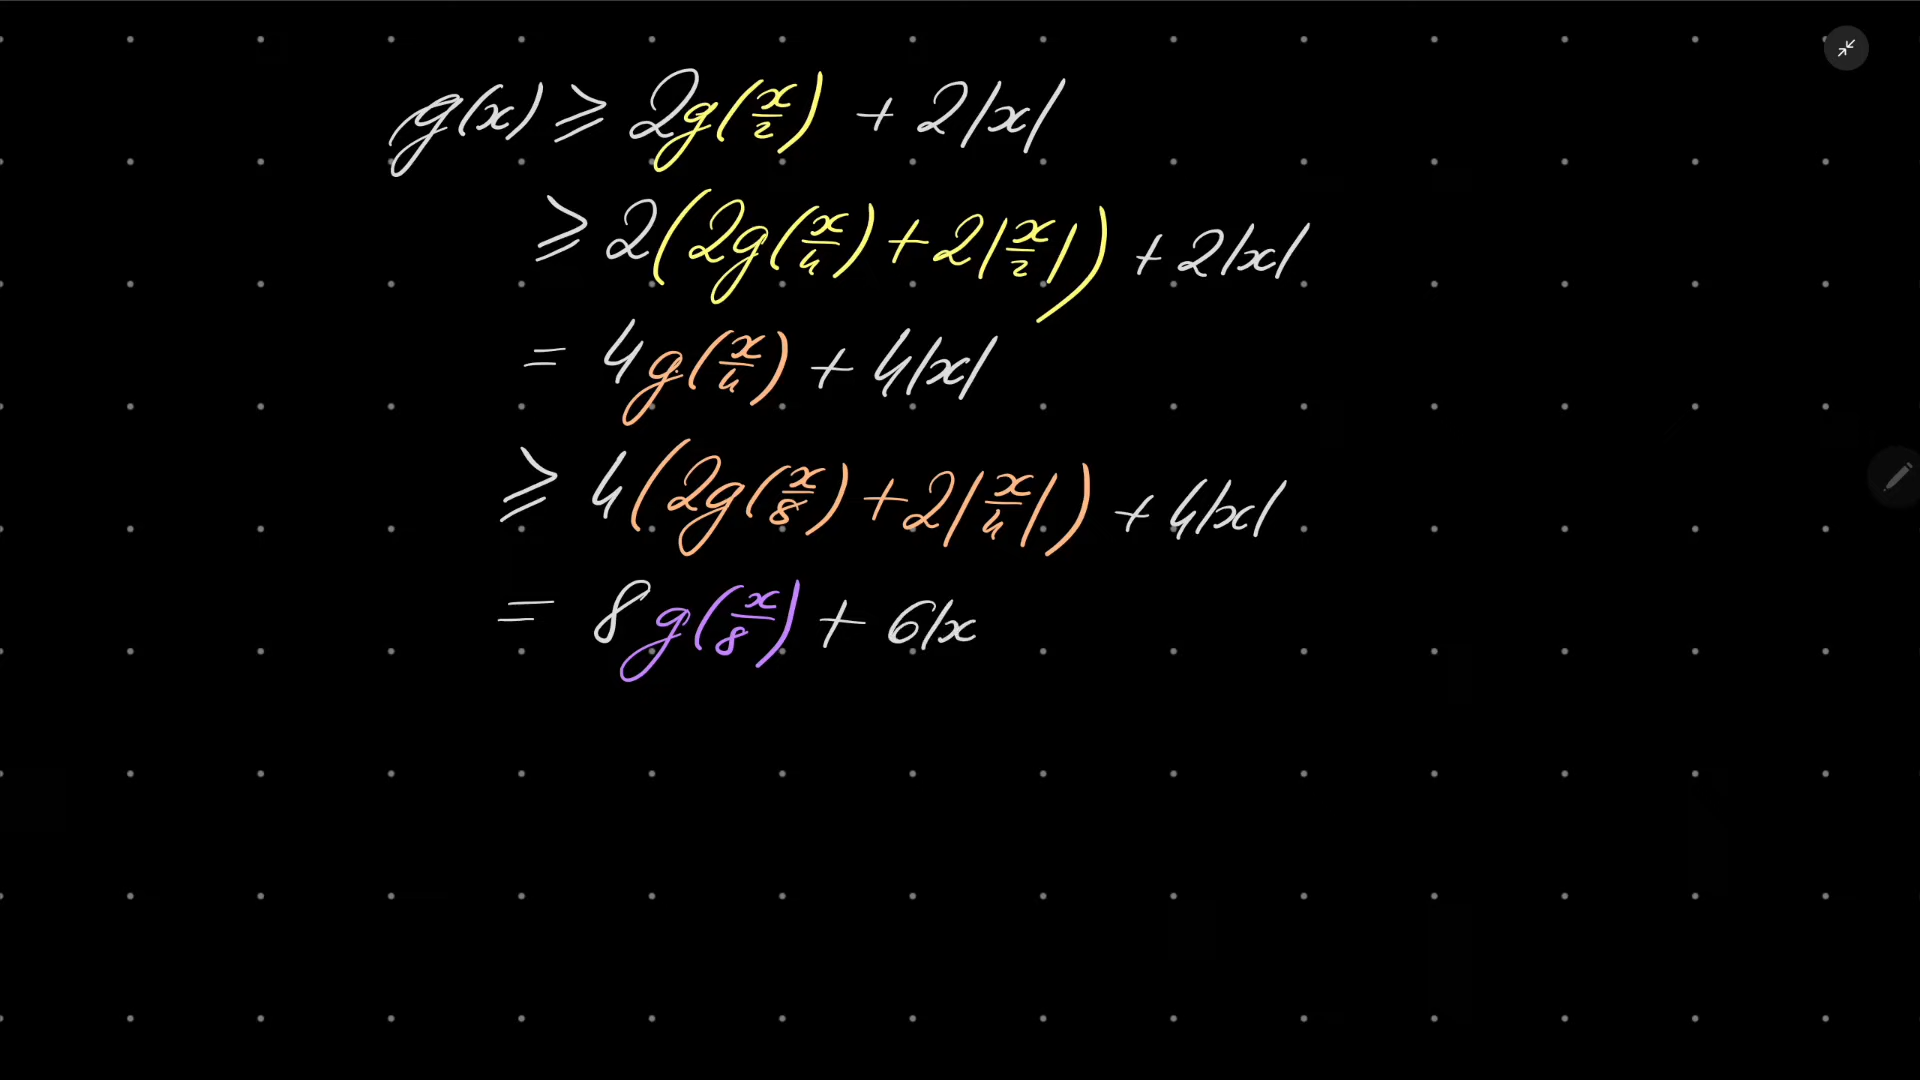 g(x) ⩾ 2g(x/2) + 2|x|
⩾ 2(2g(x/4) + 2|x/2|) + 2|x|
= 4g(x/4) + 4|x|
⩾ 4(2g(x/8) + 2|x/4|) + 4|x|
= 8g(x/8) + 6|x